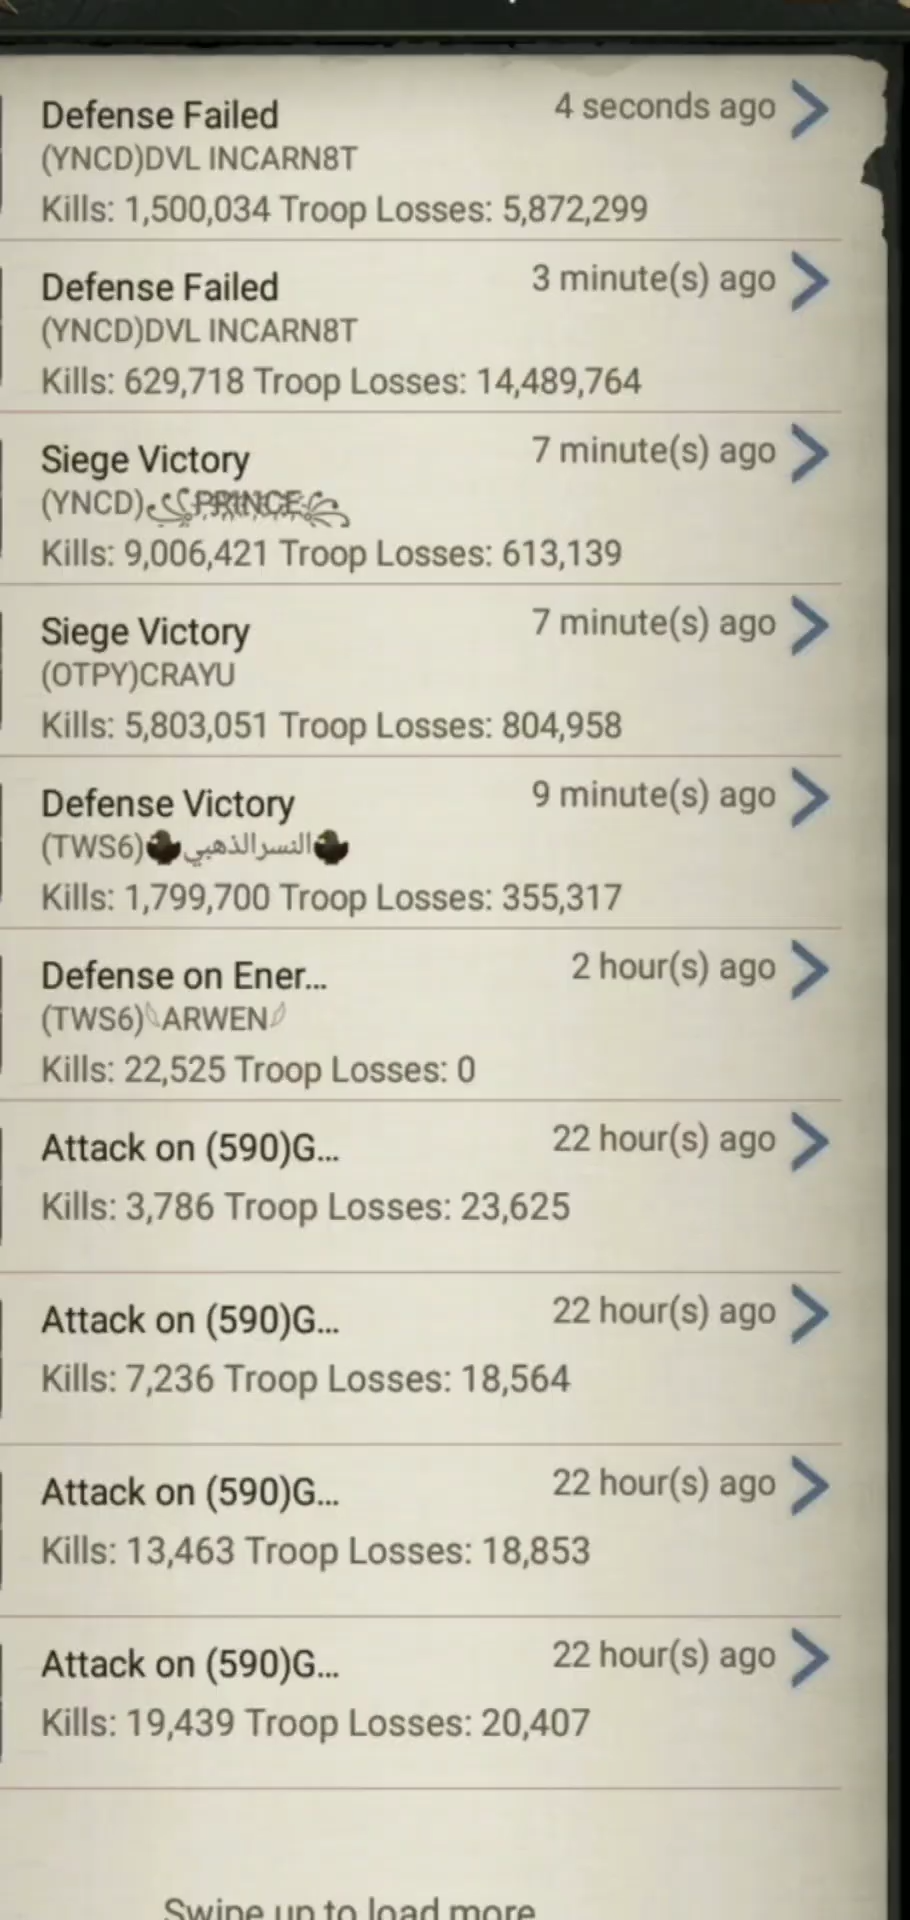 Defense Failed
4 seconds ago
(YNCD)DVL INCARN8T
Kills: 1,500,034 Troop Losses: 5,872,299
Defense Failed
3 minute(s) ago
(YNCD)DVL INCARN8T
Kills: 629,718 Troop Losses: 14,489,764
Siege Victory
7 minute(s) ago
(YNCD)PRINCE
Kills: 9,006,421 Troop Losses: 613,139
Siege Victory
7 minute(s) ago
(OTPY)CRAYU
Kills: 5,803,051 Troop Losses: 804,958
Defense Victory
9 minute(s) ago
(TWS6)النسرالذهبي
Kills: 1,799,700 Troop Losses: 355,317
Defense on Ener...
2 hour(s) ago
(TWS6)ARWEN
Kills: 22,525 Troop Losses: 0
Attack on (590)G...
22 hour(s) ago
Kills: 3,786 Troop Losses: 23,625
Attack on (590)G...
22 hour(s) ago
Kills: 7,236 Troop Losses: 18,564
Attack on (590)G...
22 hour(s) ago
Kills: 13,463 Troop Losses: 18,853
Attack on (590)G...
22 hour(s) ago
Kills: 19,439 Troop Losses: 20,407
Swipe up to load more